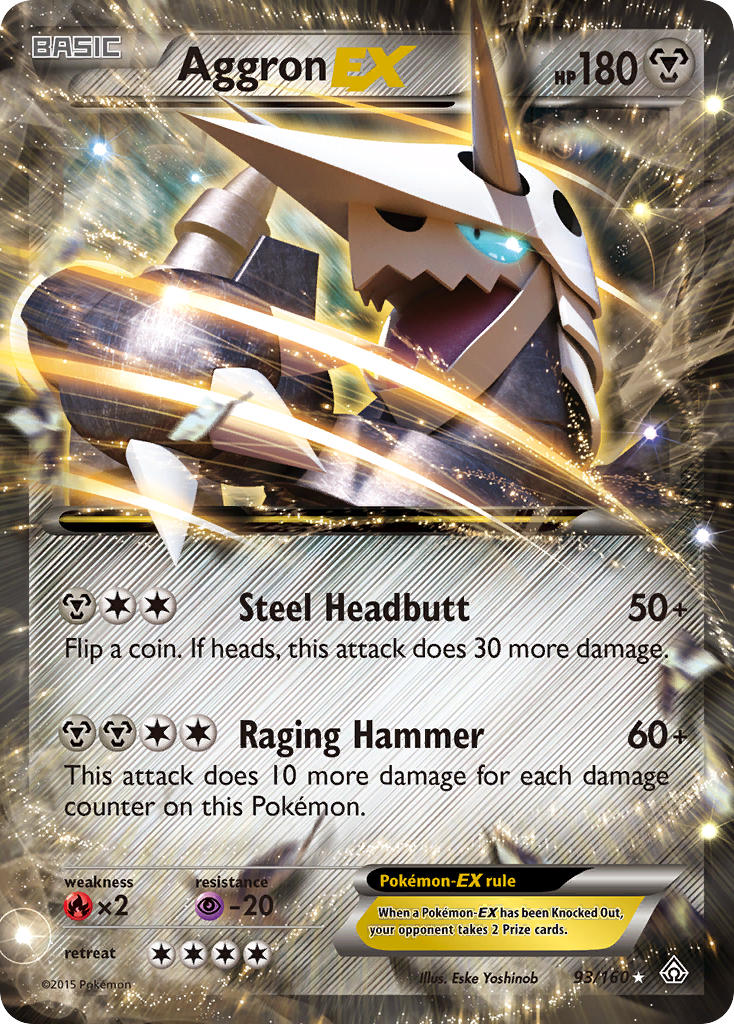 BASIC
Aggron EX
HP 180
Steel Headbutt 50+
Flip a coin. If heads, this attack does 30 more damage.
Raging Hammer 60+
This attack does 10 more damage for each damage
counter on this Pokémon.
weakness
×2
resistance
-20
retreat
Pokémon-EX rule
When a Pokémon-EX has been Knocked Out,
your opponent takes 2 Prize cards.
©2015 Pokémon
Illus. Eske Yoshinob
93/160 ★